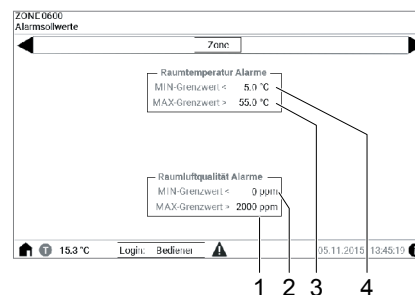 ZONE 0600
Alarmsollwerte
Zone
Raumtemperatur Alarme
MIN-Grenzwert < 5.0 °C
MAX-Grenzwert > 55.0 °C
Raumluftqualität Alarme
MIN-Grenzwert < 0 ppm
MAX-Grenzwert > 2000 ppm
T 15.3 °C Login: Bediener 05.11.2015 13:45:19
1 2 3 4